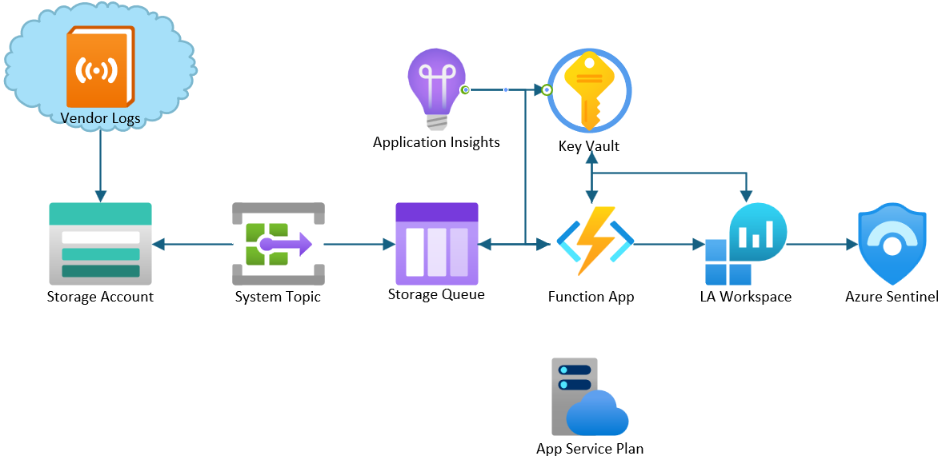 Vendor Logs
Application Insights
Key Vault
Storage Account
System Topic
Storage Queue
Function App
LA Workspace
Azure Sentinel
App Service Plan